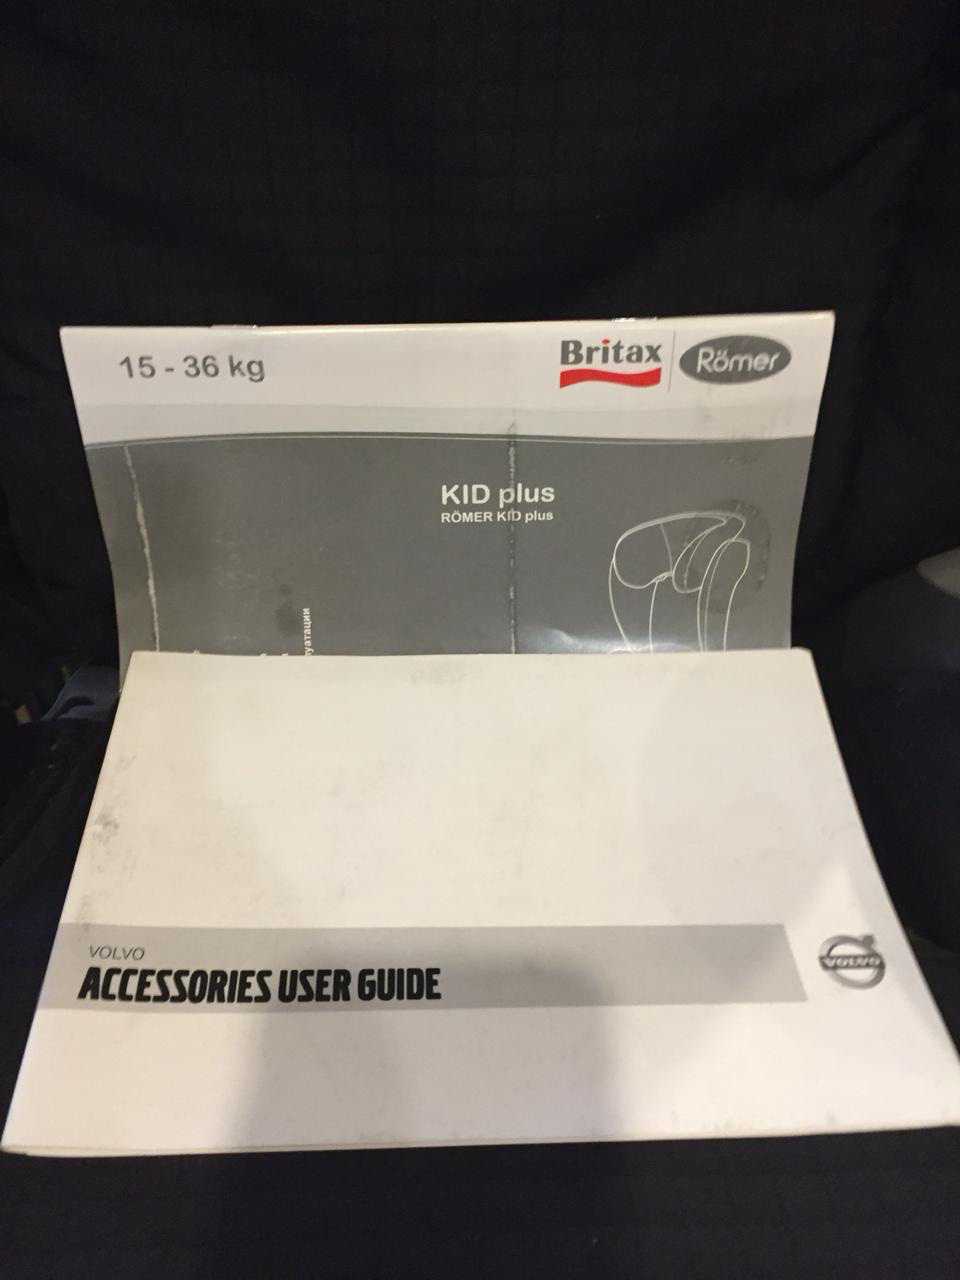 15 - 36 kg
Britax
Römer
KID plus
RÖMER KID plus
VOLVO
ACCESSORIES USER GUIDE
VOLVO